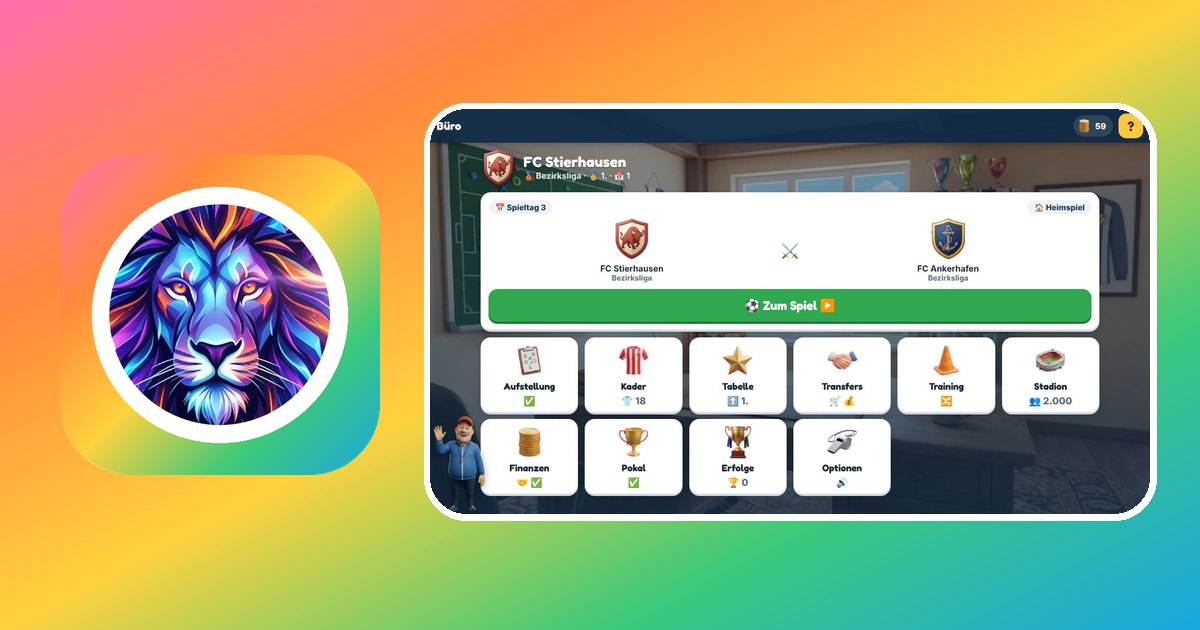 Büro
59
?
FC Stierhausen
Bezirksliga · 1. · 1
Spieltag 3
Heimspiel
FC Stierhausen
Bezirksliga
FC Ankerhafen
Bezirksliga
Zum Spiel
Aufstellung
Kader
18
Tabelle
1.
Transfers
Training
Stadion
2.000
Finanzen
Pokal
Erfolge
0
Optionen